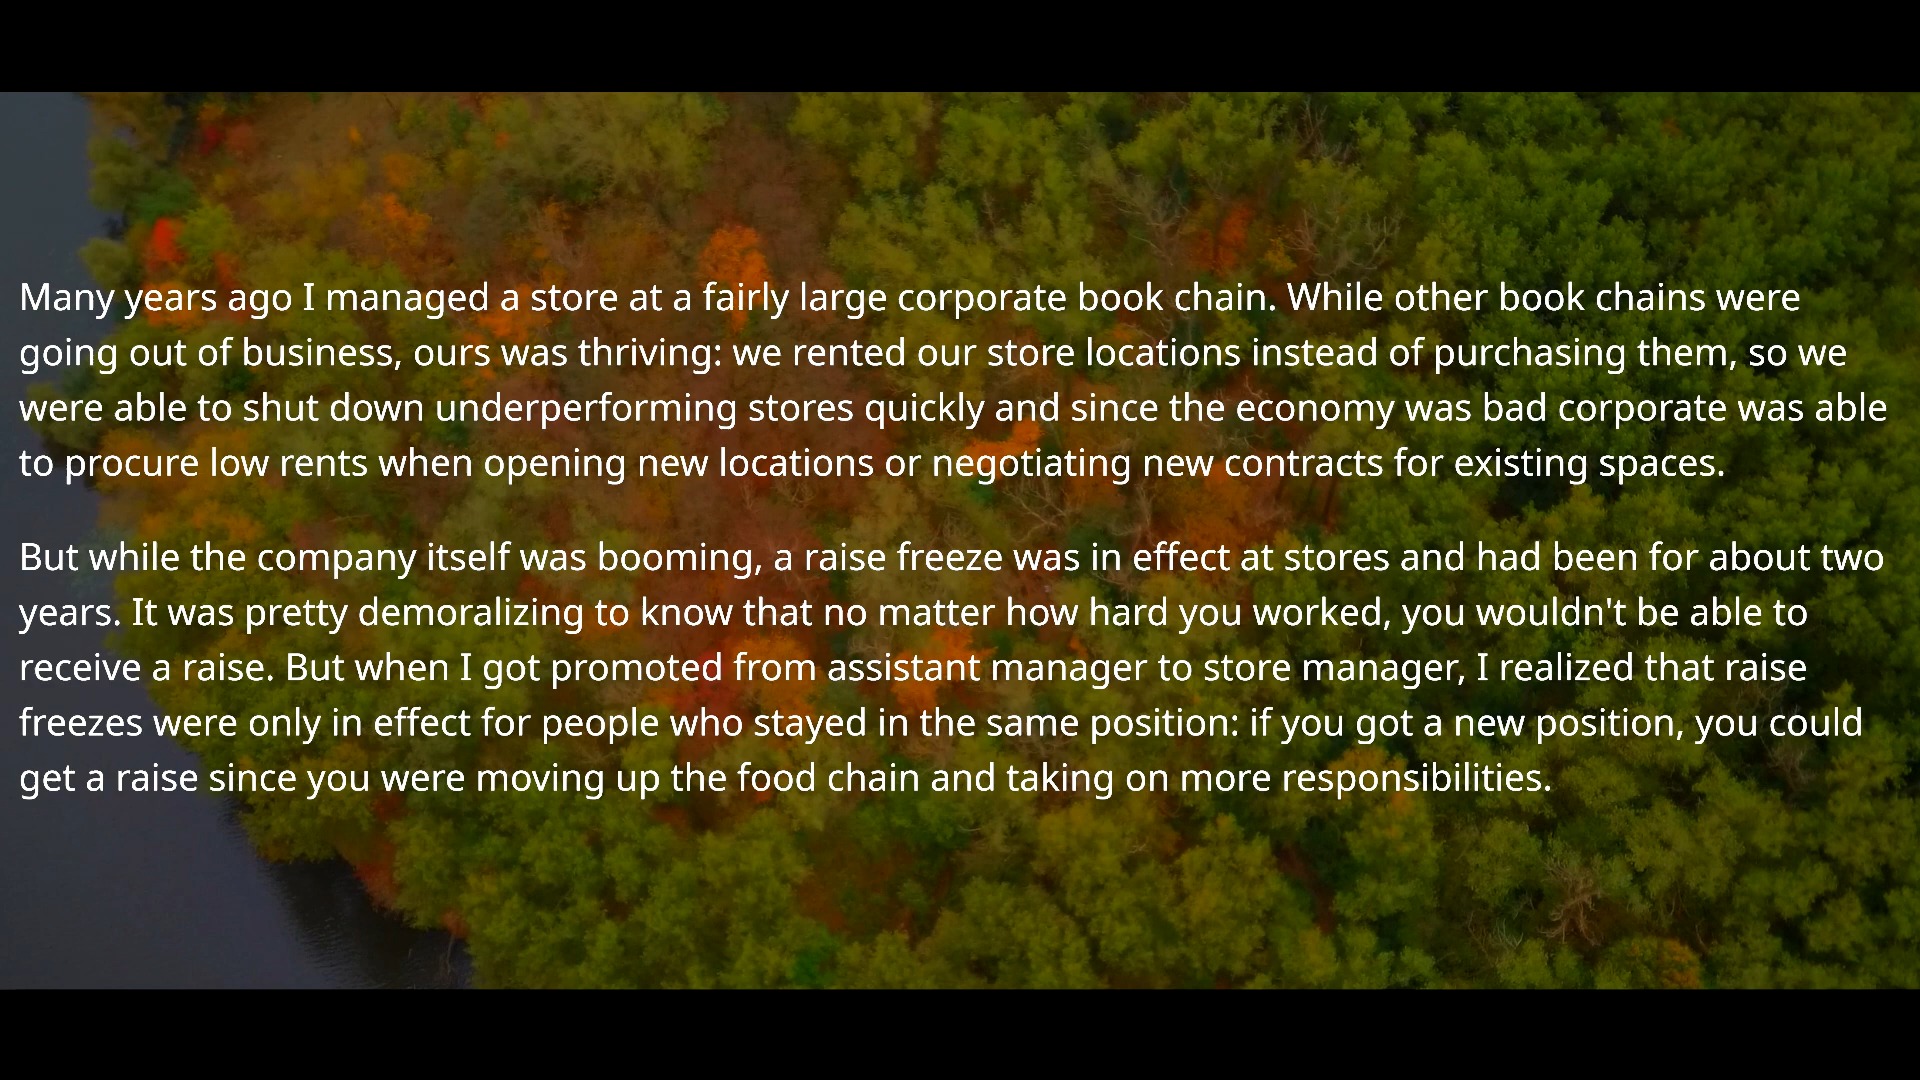 Many years ago I managed a store at a fairly large corporate book chain. While other book chains were
going out of business, ours was thriving: we rented our store locations instead of purchasing them, so we
were able to shut down underperforming stores quickly and since the economy was bad corporate was able
to procure low rents when opening new locations or negotiating new contracts for existing spaces.
But while the company itself was booming, a raise freeze was in effect at stores and had been for about two
years. It was pretty demoralizing to know that no matter how hard you worked, you wouldn't be able to
receive a raise. But when I got promoted from assistant manager to store manager, I realized that raise
freezes were only in effect for people who stayed in the same position: if you got a new position, you could
get a raise since you were moving up the food chain and taking on more responsibilities.